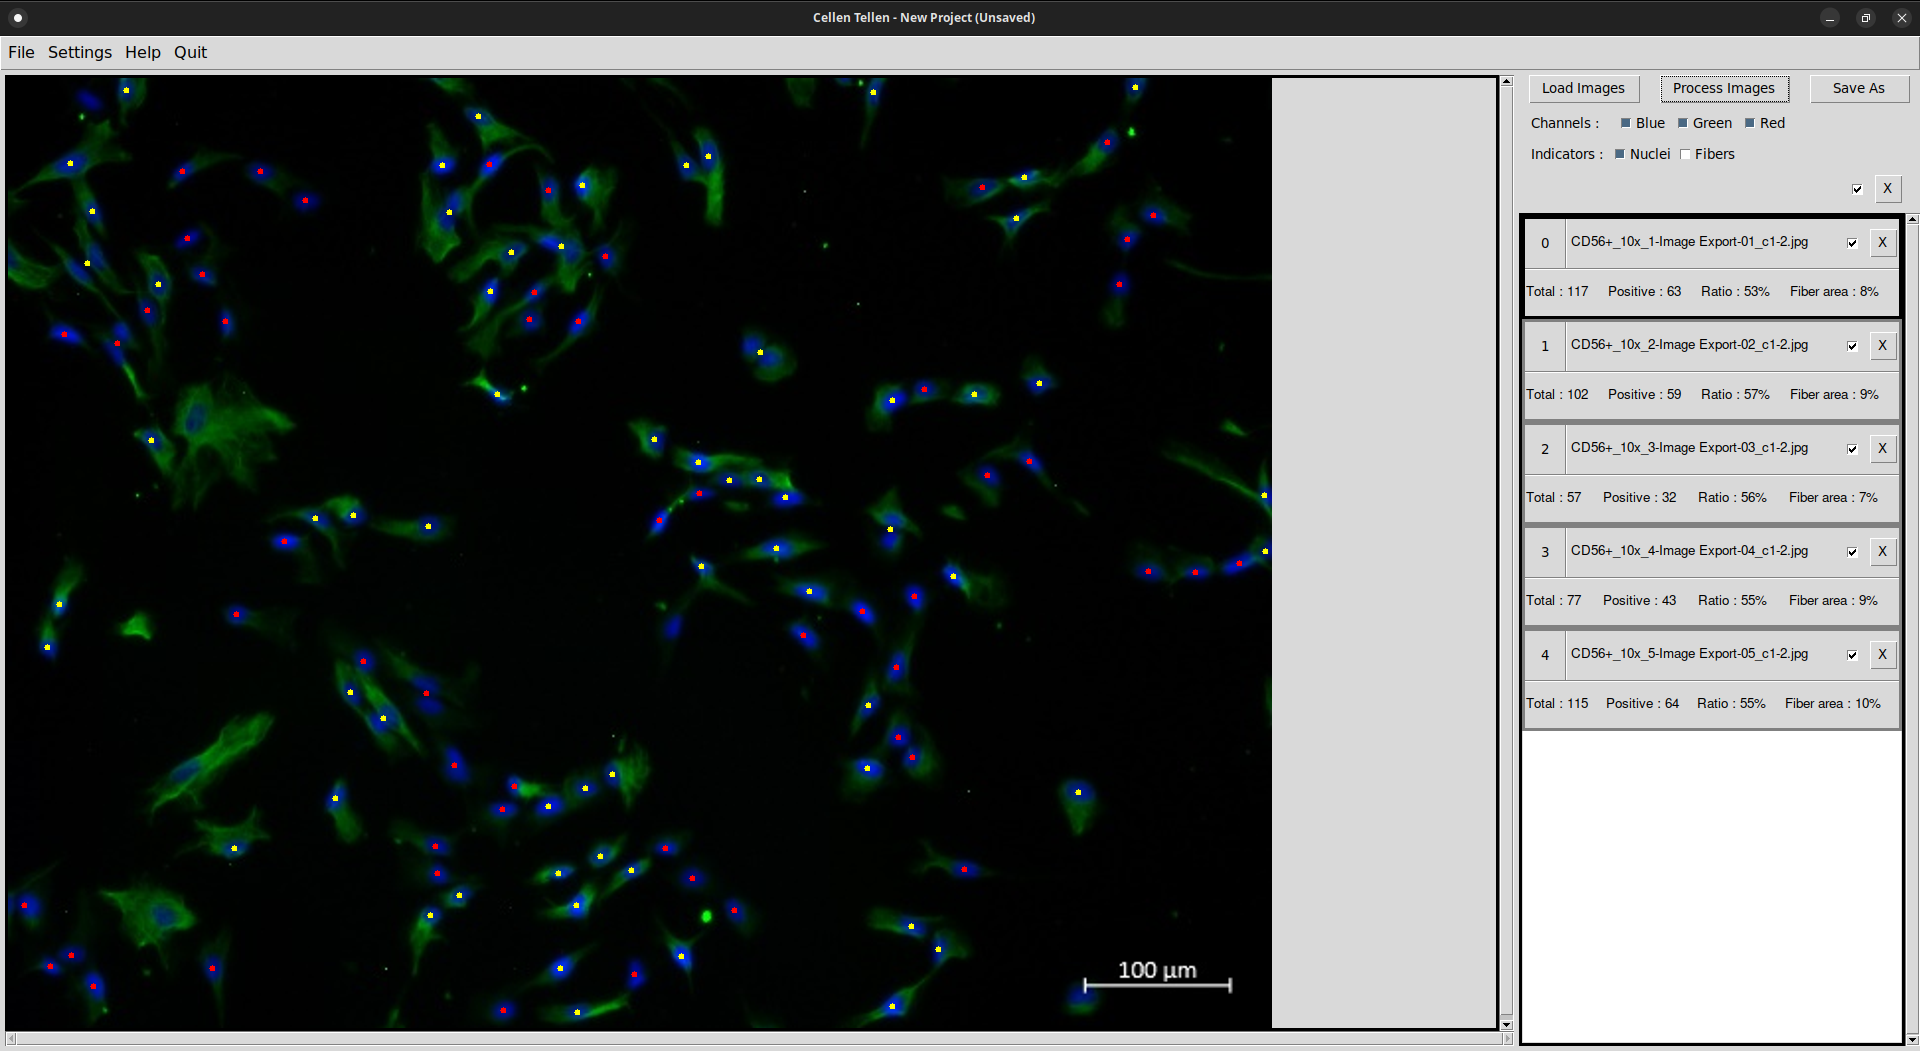 Cellen Tellen - New Project (Unsaved)
File Settings Help Quit
Load Images Process Images Save As
Channels : Blue Green Red
Indicators : Nuclei Fibers
X
0 CD56+_10x_1-Image Export-01_c1-2.jpg X
Total : 117 Positive : 63 Ratio : 53% Fiber area : 8%
1 CD56+_10x_2-Image Export-02_c1-2.jpg X
Total : 102 Positive : 59 Ratio : 57% Fiber area : 9%
2 CD56+_10x_3-Image Export-03_c1-2.jpg X
Total : 57 Positive : 32 Ratio : 56% Fiber area : 7%
3 CD56+_10x_4-Image Export-04_c1-2.jpg X
Total : 77 Positive : 43 Ratio : 55% Fiber area : 9%
4 CD56+_10x_5-Image Export-05_c1-2.jpg X
Total : 115 Positive : 64 Ratio : 55% Fiber area : 10%
100 µm